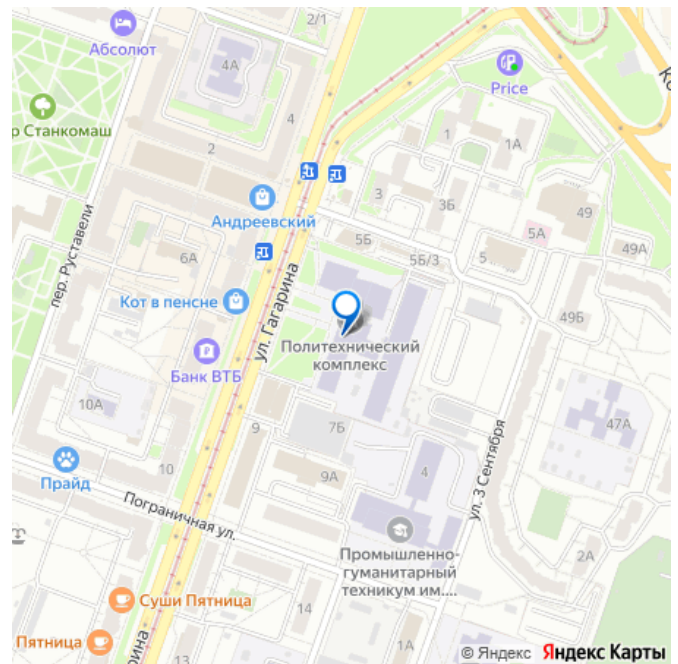 2/1
Абсолют
4А
Price
р Станкомаш
4
2
1
1А
3
3Б
Андреевский
49
5А
49А
5Б
5Б/3
5
6А
пер. Руставели
Кот в пенсне
ул. Гагарина
49Б
Политехнический
комплекс
Банк ВТБ
10А
9
7Б
47А
ул. 3 Сентября
Прайд
10
9А
4
Пограничная ул.
Промышленно-
гуманитарный
техникум им....
2А
Суши Пятница
14
Пятница
рина
13
1А
© Яндекс Яндекс Карты